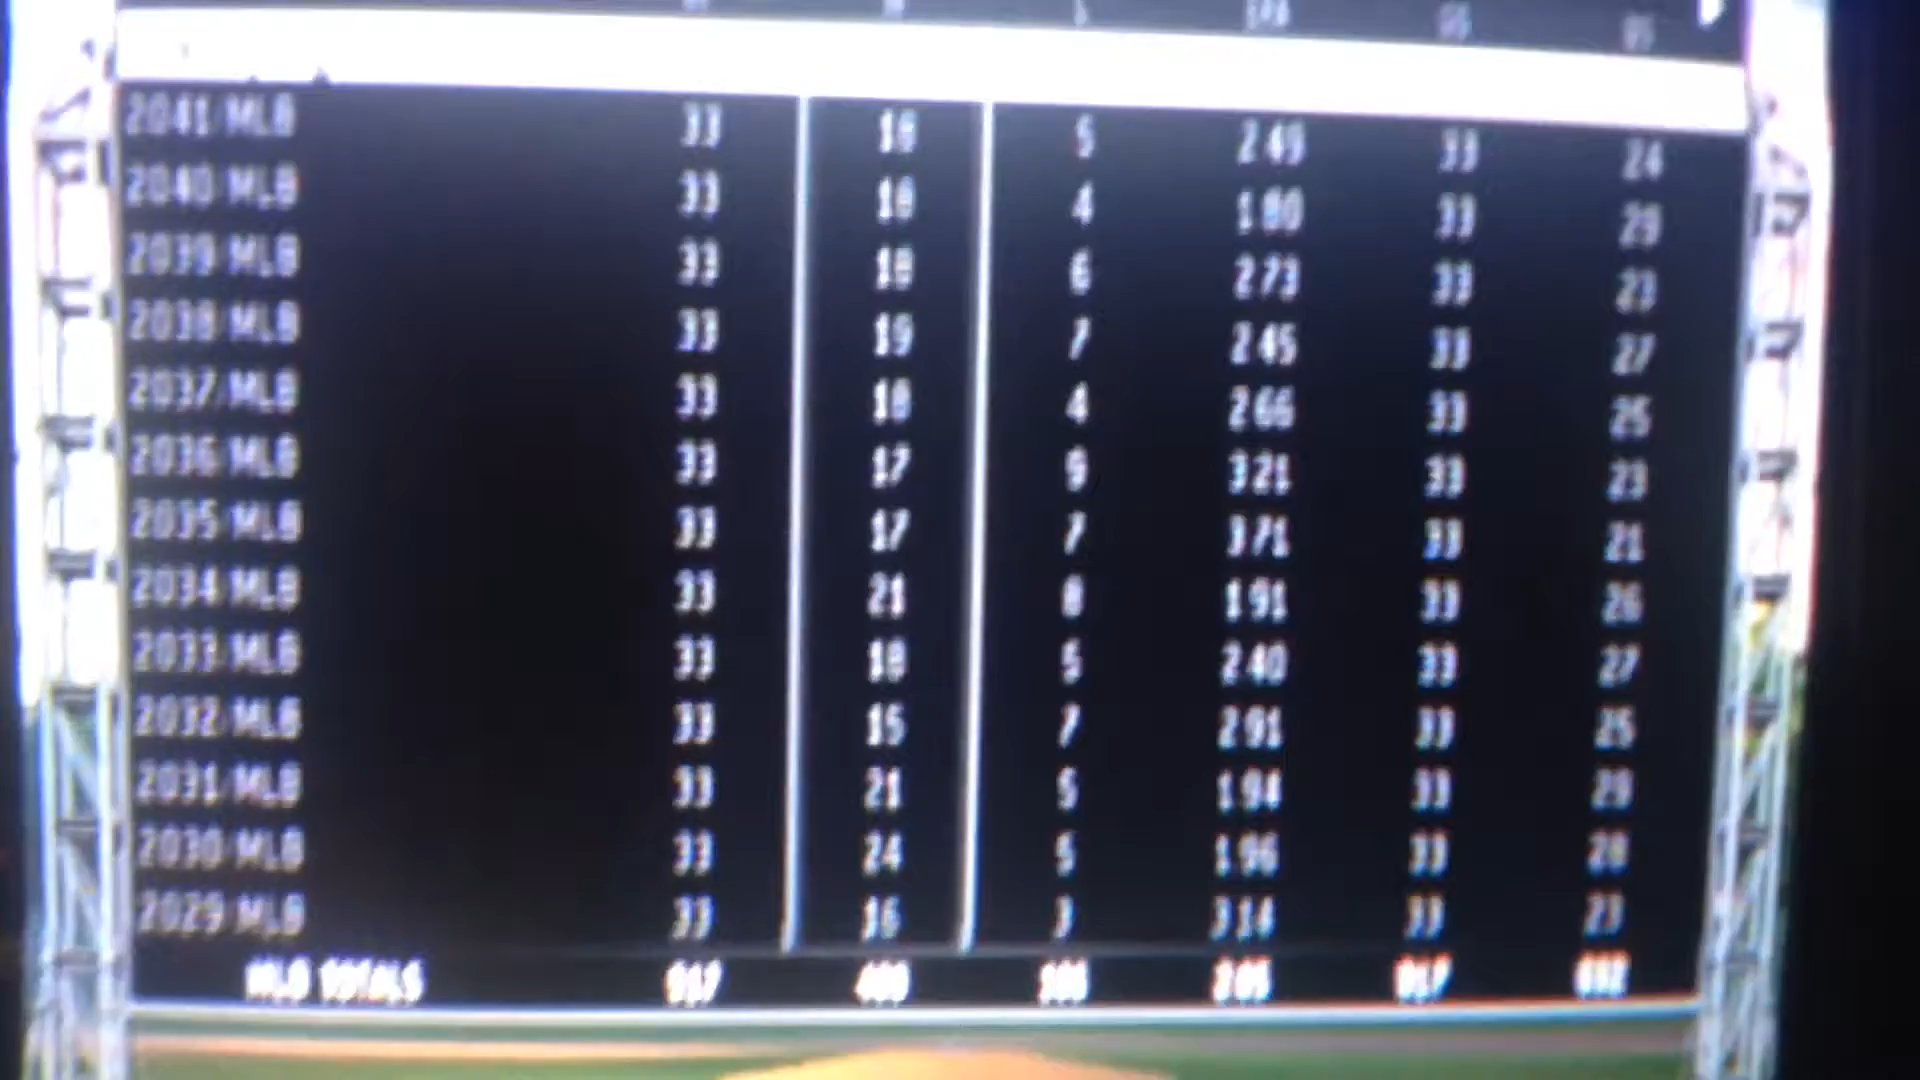 2041 MLB 33 18 5 2.49 33 24
2040 MLB 33 18 4 1.80 33 29
2039 MLB 33 18 6 2.73 33 23
2038 MLB 33 19 7 2.45 33 27
2037 MLB 33 18 4 2.66 33 25
2036 MLB 33 17 9 3.21 33 23
2035 MLB 33 17 7 3.71 33 21
2034 MLB 33 21 8 1.91 33 26
2033 MLB 33 18 5 2.40 33 27
2032 MLB 33 15 7 2.91 33 25
2031 MLB 33 21 5 1.94 33 29
2030 MLB 33 24 5 1.96 33 28
2029 MLB 33 16 3 3.14 33 23
MLB TOTALS